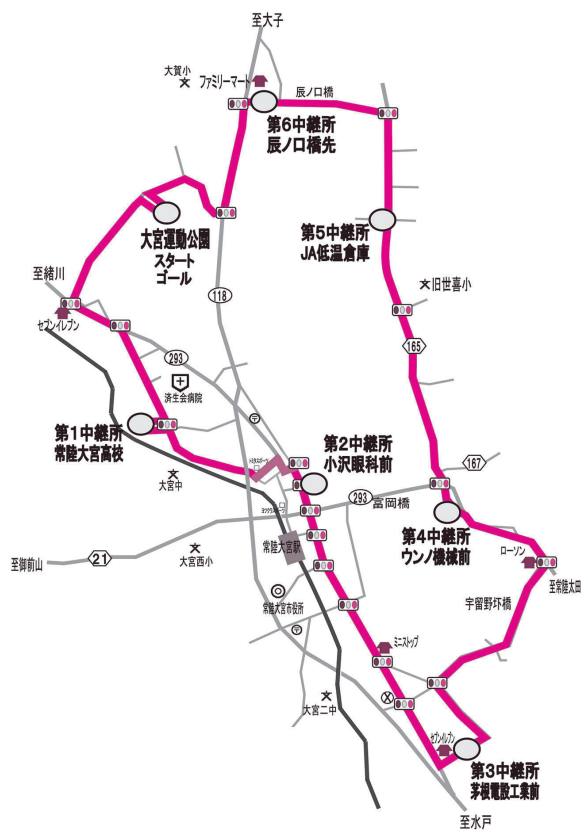 至大子
大賀小
ファミリーマート
辰ノ口橋
第6中継所
辰ノ口橋先
第5中継所
JA低温倉庫
大宮運動公園
スタート
ゴール
至緒川
セブンイレブン
118
旧世喜小
165
293
済生会病院
第1中継所
常陸大宮高校
大宮中
第2中継所
小沢眼科前
167
293
富岡橋
第4中継所
ウンノ機械前
21
至御前山
大宮西小
常陸大宮駅
ローソン
至常陸太田
宇留野圷橋
常陸大宮市役所
ミニストップ
大宮二中
セブンイレブン
第3中継所
茅根電設工業前
至水戸